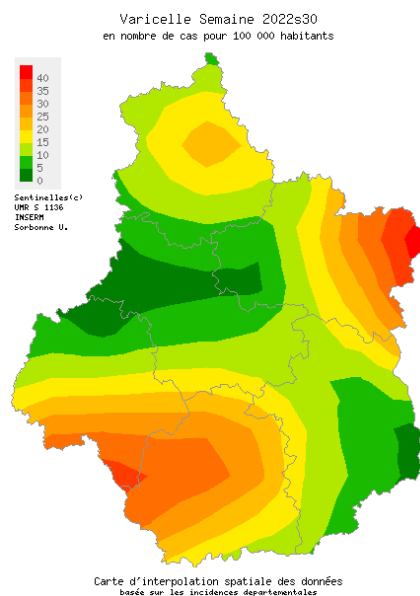 Varicelle Semaine 2022s30
en nombre de cas pour 100 000 habitants
40
35
30
25
20
15
10
5
0
Sentinelles(c)
UMR S 1136
INSERM
Sorbonne U.
Carte d'interpolation spatiale des données
basée sur les incidences departementales